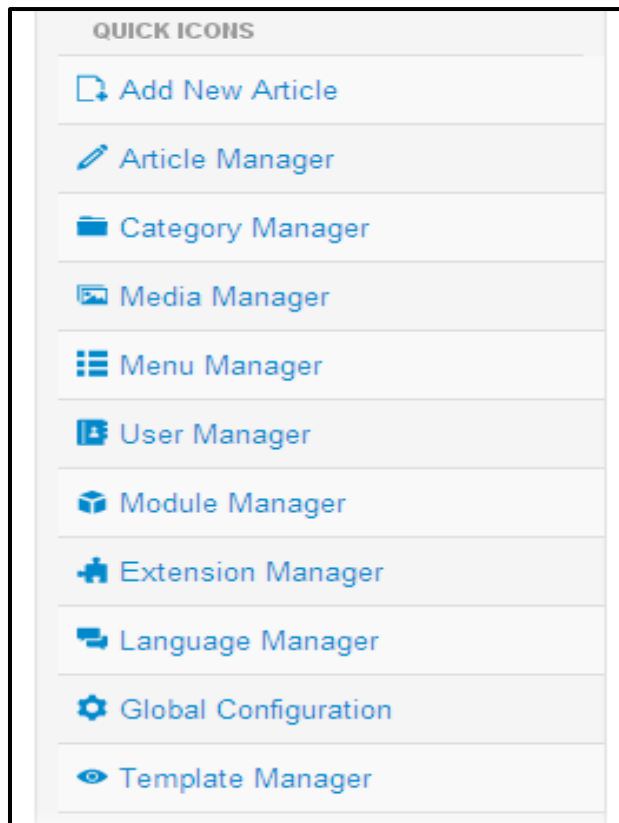 QUICK ICONS
Add New Article
Article Manager
Category Manager
Media Manager
Menu Manager
User Manager
Module Manager
Extension Manager
Language Manager
Global Configuration
Template Manager